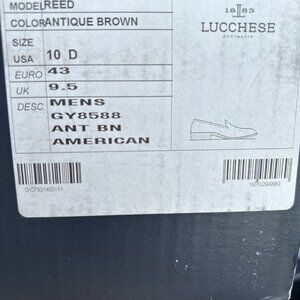 MODEL REED
COLOR ANTIQUE BROWN
SIZE
USA 10 D
EURO 43
UK 9.5
DESC. MENS
GY8588
ANT BN
AMERICAN
1883
LUCCHESE
0107931400111